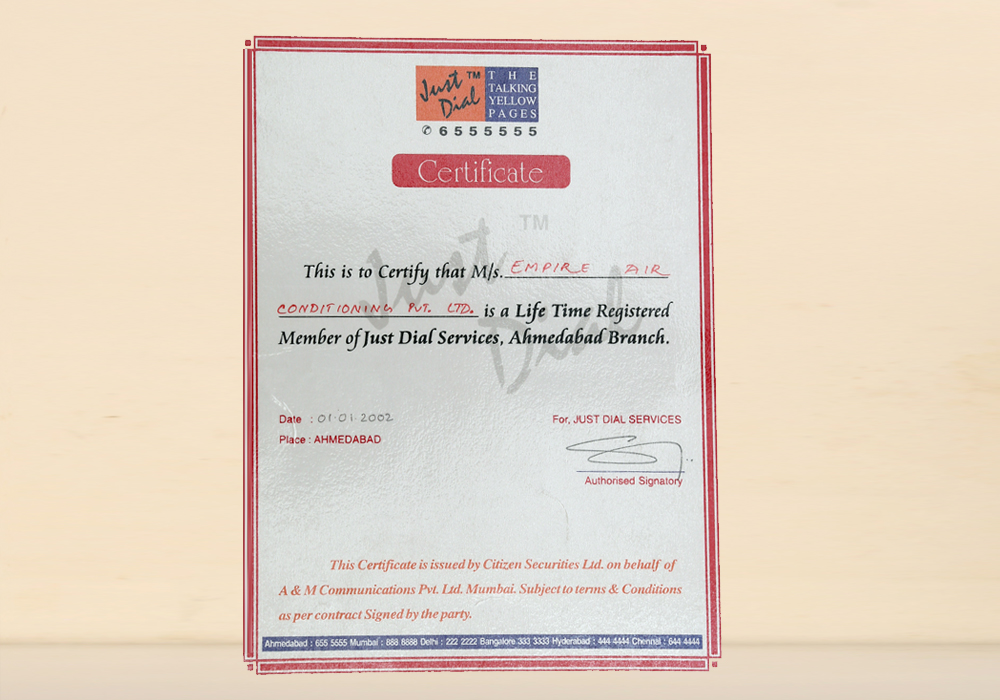 Just Dial ™
THE
TALKING
YELLOW
PAGES
✆ 6555555
Certificate
Just Dial ™
This is to Certify that M/s. EMPIRE AIR
CONDITIONING PVT. LTD. is a Life Time Registered
Member of Just Dial Services, Ahmedabad Branch.
Date : 01·01·2002
For, JUST DIAL SERVICES
Place : AHMEDABAD
Authorised Signatory
This Certificate is issued by Citizen Securities Ltd. on behalf of
A & M Communications Pvt. Ltd. Mumbai. Subject to terms & Conditions
as per contract Signed by the party.
Ahmedabad : 655 5555 Mumbai : 888 8888 Delhi : 222 2222 Bangalore 333 3333 Hyderabad : 444 4444 Chennai : 644 4444